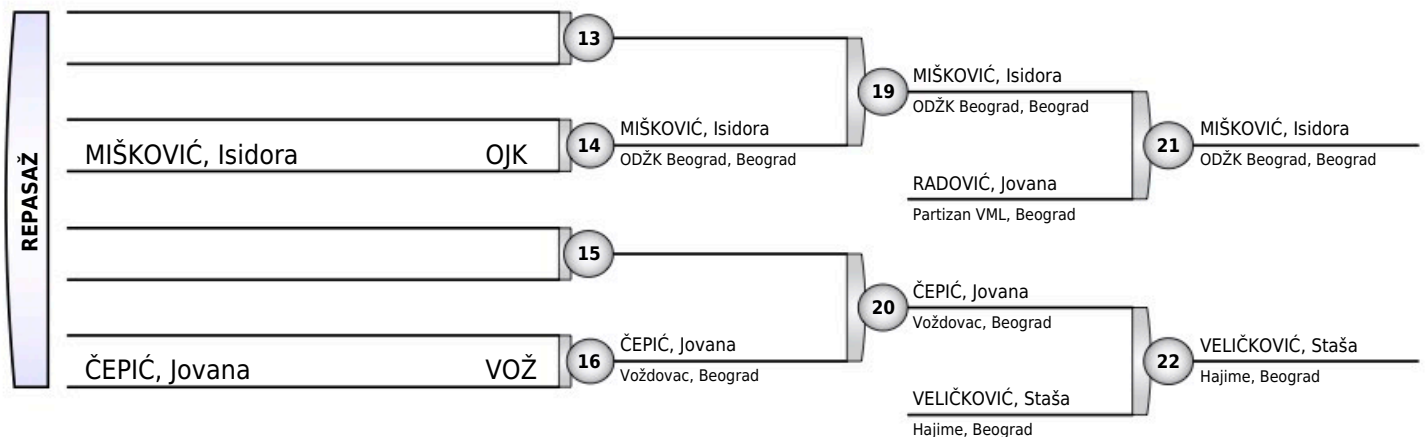 REPASAŽ
13
MIŠKOVIĆ, Isidora OJK
14
MIŠKOVIĆ, Isidora
ODŽK Beograd, Beograd
15
ČEPIĆ, Jovana VOŽ
16
ČEPIĆ, Jovana
Voždovac, Beograd
19
MIŠKOVIĆ, Isidora
ODŽK Beograd, Beograd
RADOVIĆ, Jovana
Partizan VML, Beograd
20
ČEPIĆ, Jovana
Voždovac, Beograd
VELIČKOVIĆ, Staša
Hajime, Beograd
21
MIŠKOVIĆ, Isidora
ODŽK Beograd, Beograd
22
VELIČKOVIĆ, Staša
Hajime, Beograd